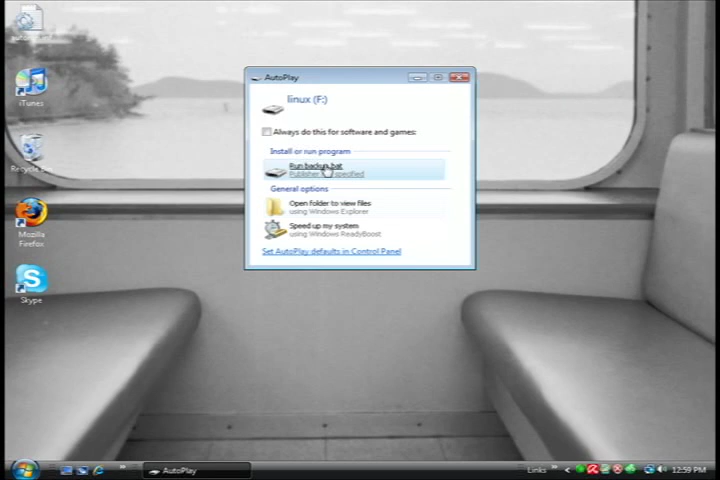 AutoPlay
linux (F:)
Always do this for software and games:
Install or run program
Run backup.bat
Publisher specified
General options
Open folder to view files
using Windows Explorer
Speed up my system
using Windows ReadyBoost
Set AutoPlay defaults in Control Panel
iTunes
Recycle Bin
Mozilla
Firefox
Skype
AutoPlay
Links
12:59 PM